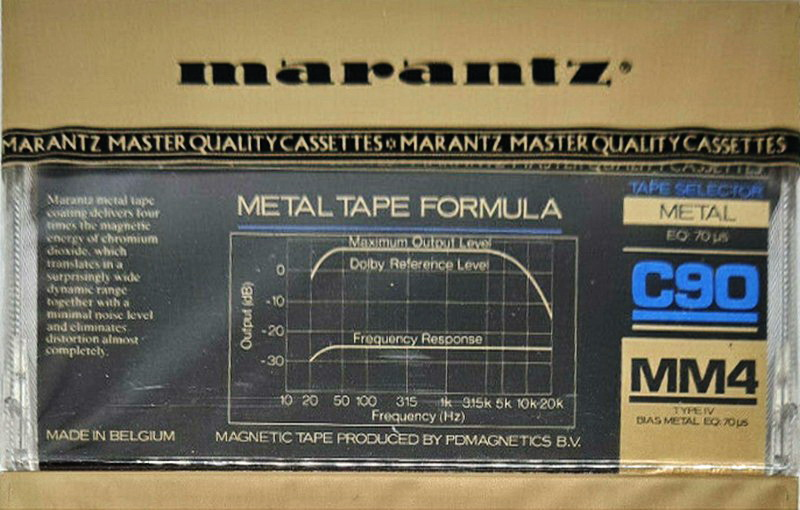 marantz®
MARANTZ MASTER QUALITY CASSETTES MARANTZ MASTER QUALITY CASSETTES
Marantz metal tape
coating delivers four
times the magnetic
energy of chromium
dioxide, which
translates in a
surprisingly wide
dynamic range
together with a
minimal noise level
and eliminates
distortion almost
completely.
MADE IN BELGIUM
METAL TAPE FORMULA
Maximum Output Level
Dolby Reference Level
Frequency Response
Output (dB)
0
-10
-20
-30
10 20 50 100 315 1k 3.15k 5k 10k 20k
Frequency (Hz)
MAGNETIC TAPE PRODUCED BY PDMAGNETICS B.V.
TAPE SELECTOR
METAL
EQ: 70 µs
C90
MM4
TYPE IV
BIAS METAL EQ: 70 µs